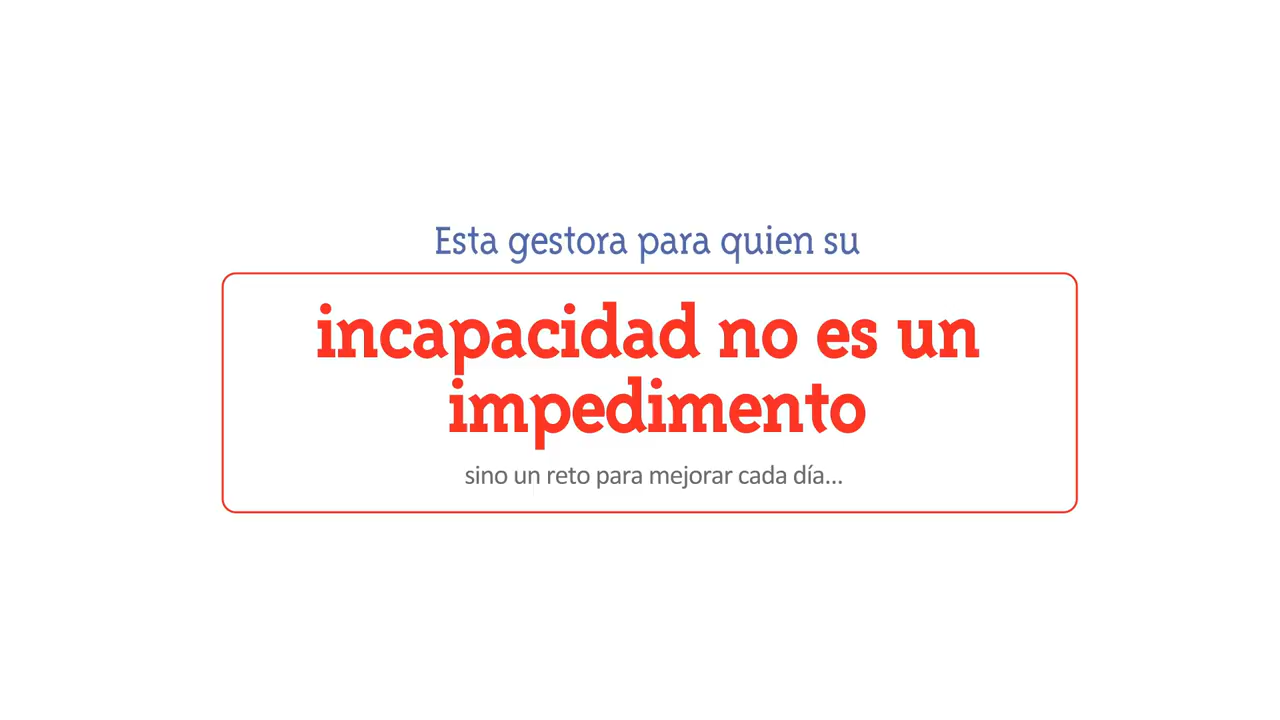 Esta gestora para quien su
incapacidad no es un
impedimento
sino un reto para mejorar cada día...